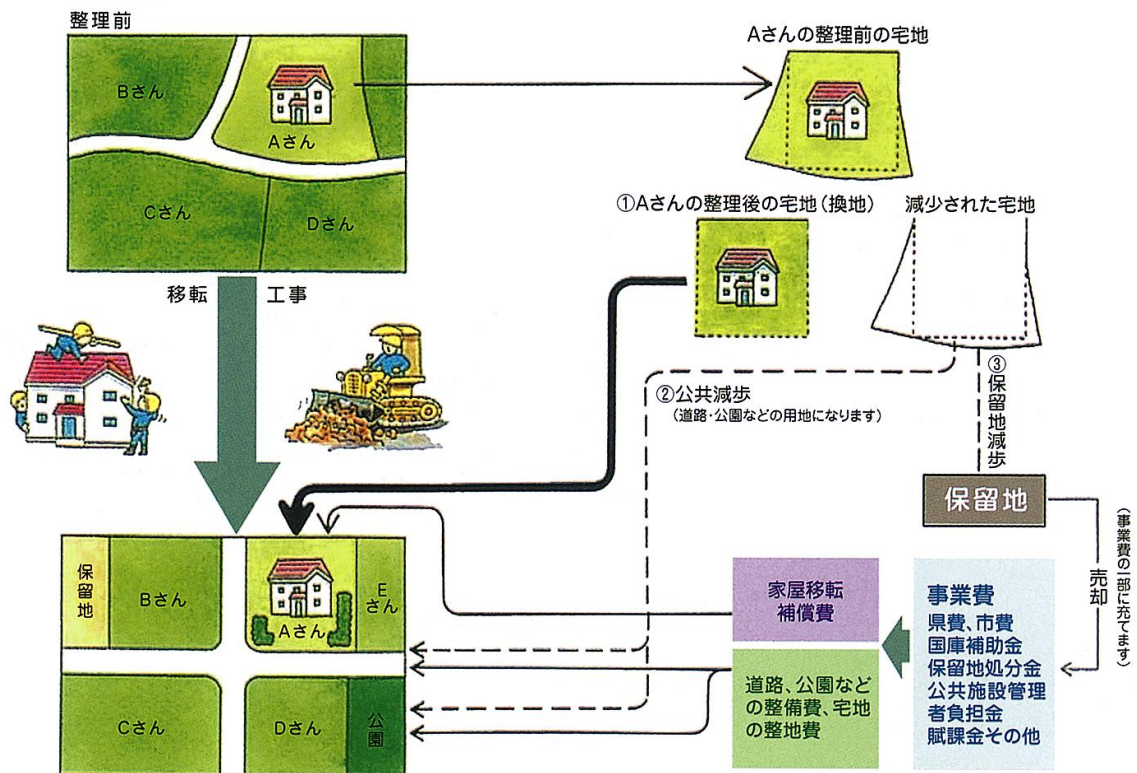 整理前
Bさん
Aさん
Cさん
Dさん
Aさんの整理前の宅地
①Aさんの整理後の宅地（換地）
減少された宅地
移転
工事
②公共減歩
（道路・公園などの用地になります）
③保留地減歩
保留地
売却
（事業費の一部に充てます）
保留地
Bさん
Aさん
Eさん
Cさん
Dさん
公園
家屋移転
補償費
道路、公園など
の整備費、宅地
の整地費
事業費
県費、市費
国庫補助金
保留地処分金
公共施設管理
者負担金
賦課金その他